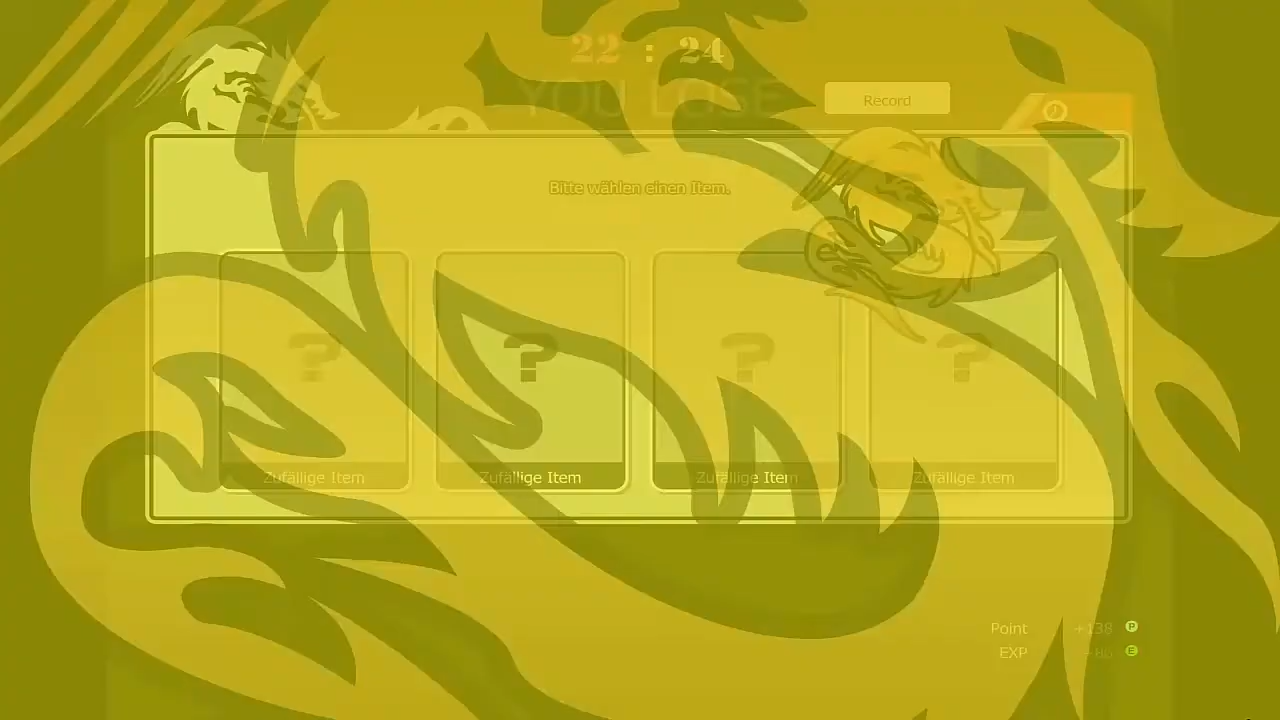 22 : 24
YOU LOSE
Record
Bitte wählen einen Item.
?
?
?
?
Zufällige Item
Zufällige Item
Zufällige Item
Zufällige Item
Point +138 P
EXP E